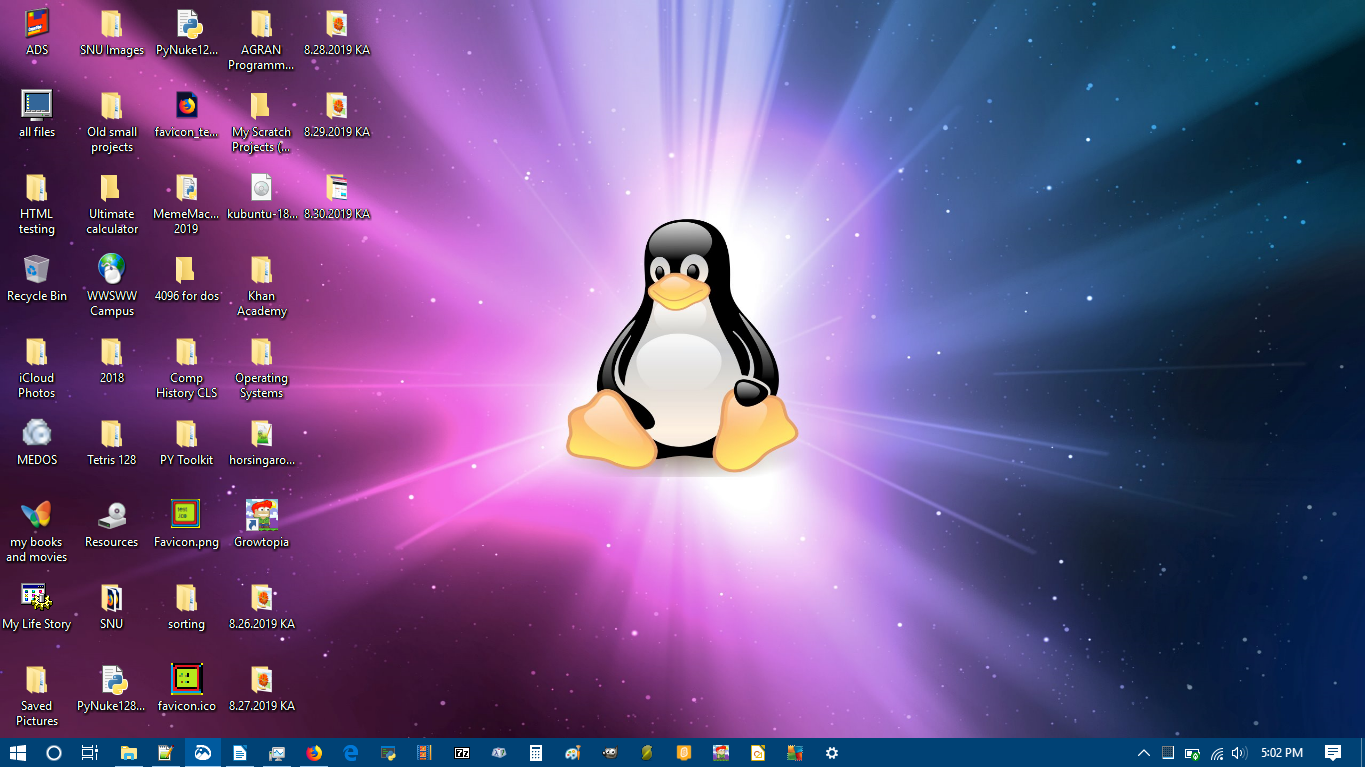 ADS
SNU Images
PyNuke12...
AGRAN
Programm...
8.28.2019 KA
all files
Old small
projects
favicon_te...
My Scratch
Projects (...
8.29.2019 KA
HTML
testing
Ultimate
calculator
MemeMac...
2019
kubuntu-18...
8.30.2019 KA
Recycle Bin
WWSWW
Campus
4096 for dos
Khan
Academy
iCloud
Photos
2018
Comp
History CLS
Operating
Systems
MEDOS
Tetris 128
PY Toolkit
horsingaro...
my books
and movies
Resources
Favicon.png
Growtopia
My Life Story
SNU
sorting
8.26.2019 KA
Saved
Pictures
PyNuke128...
favicon.ico
8.27.2019 KA
5:02 PM